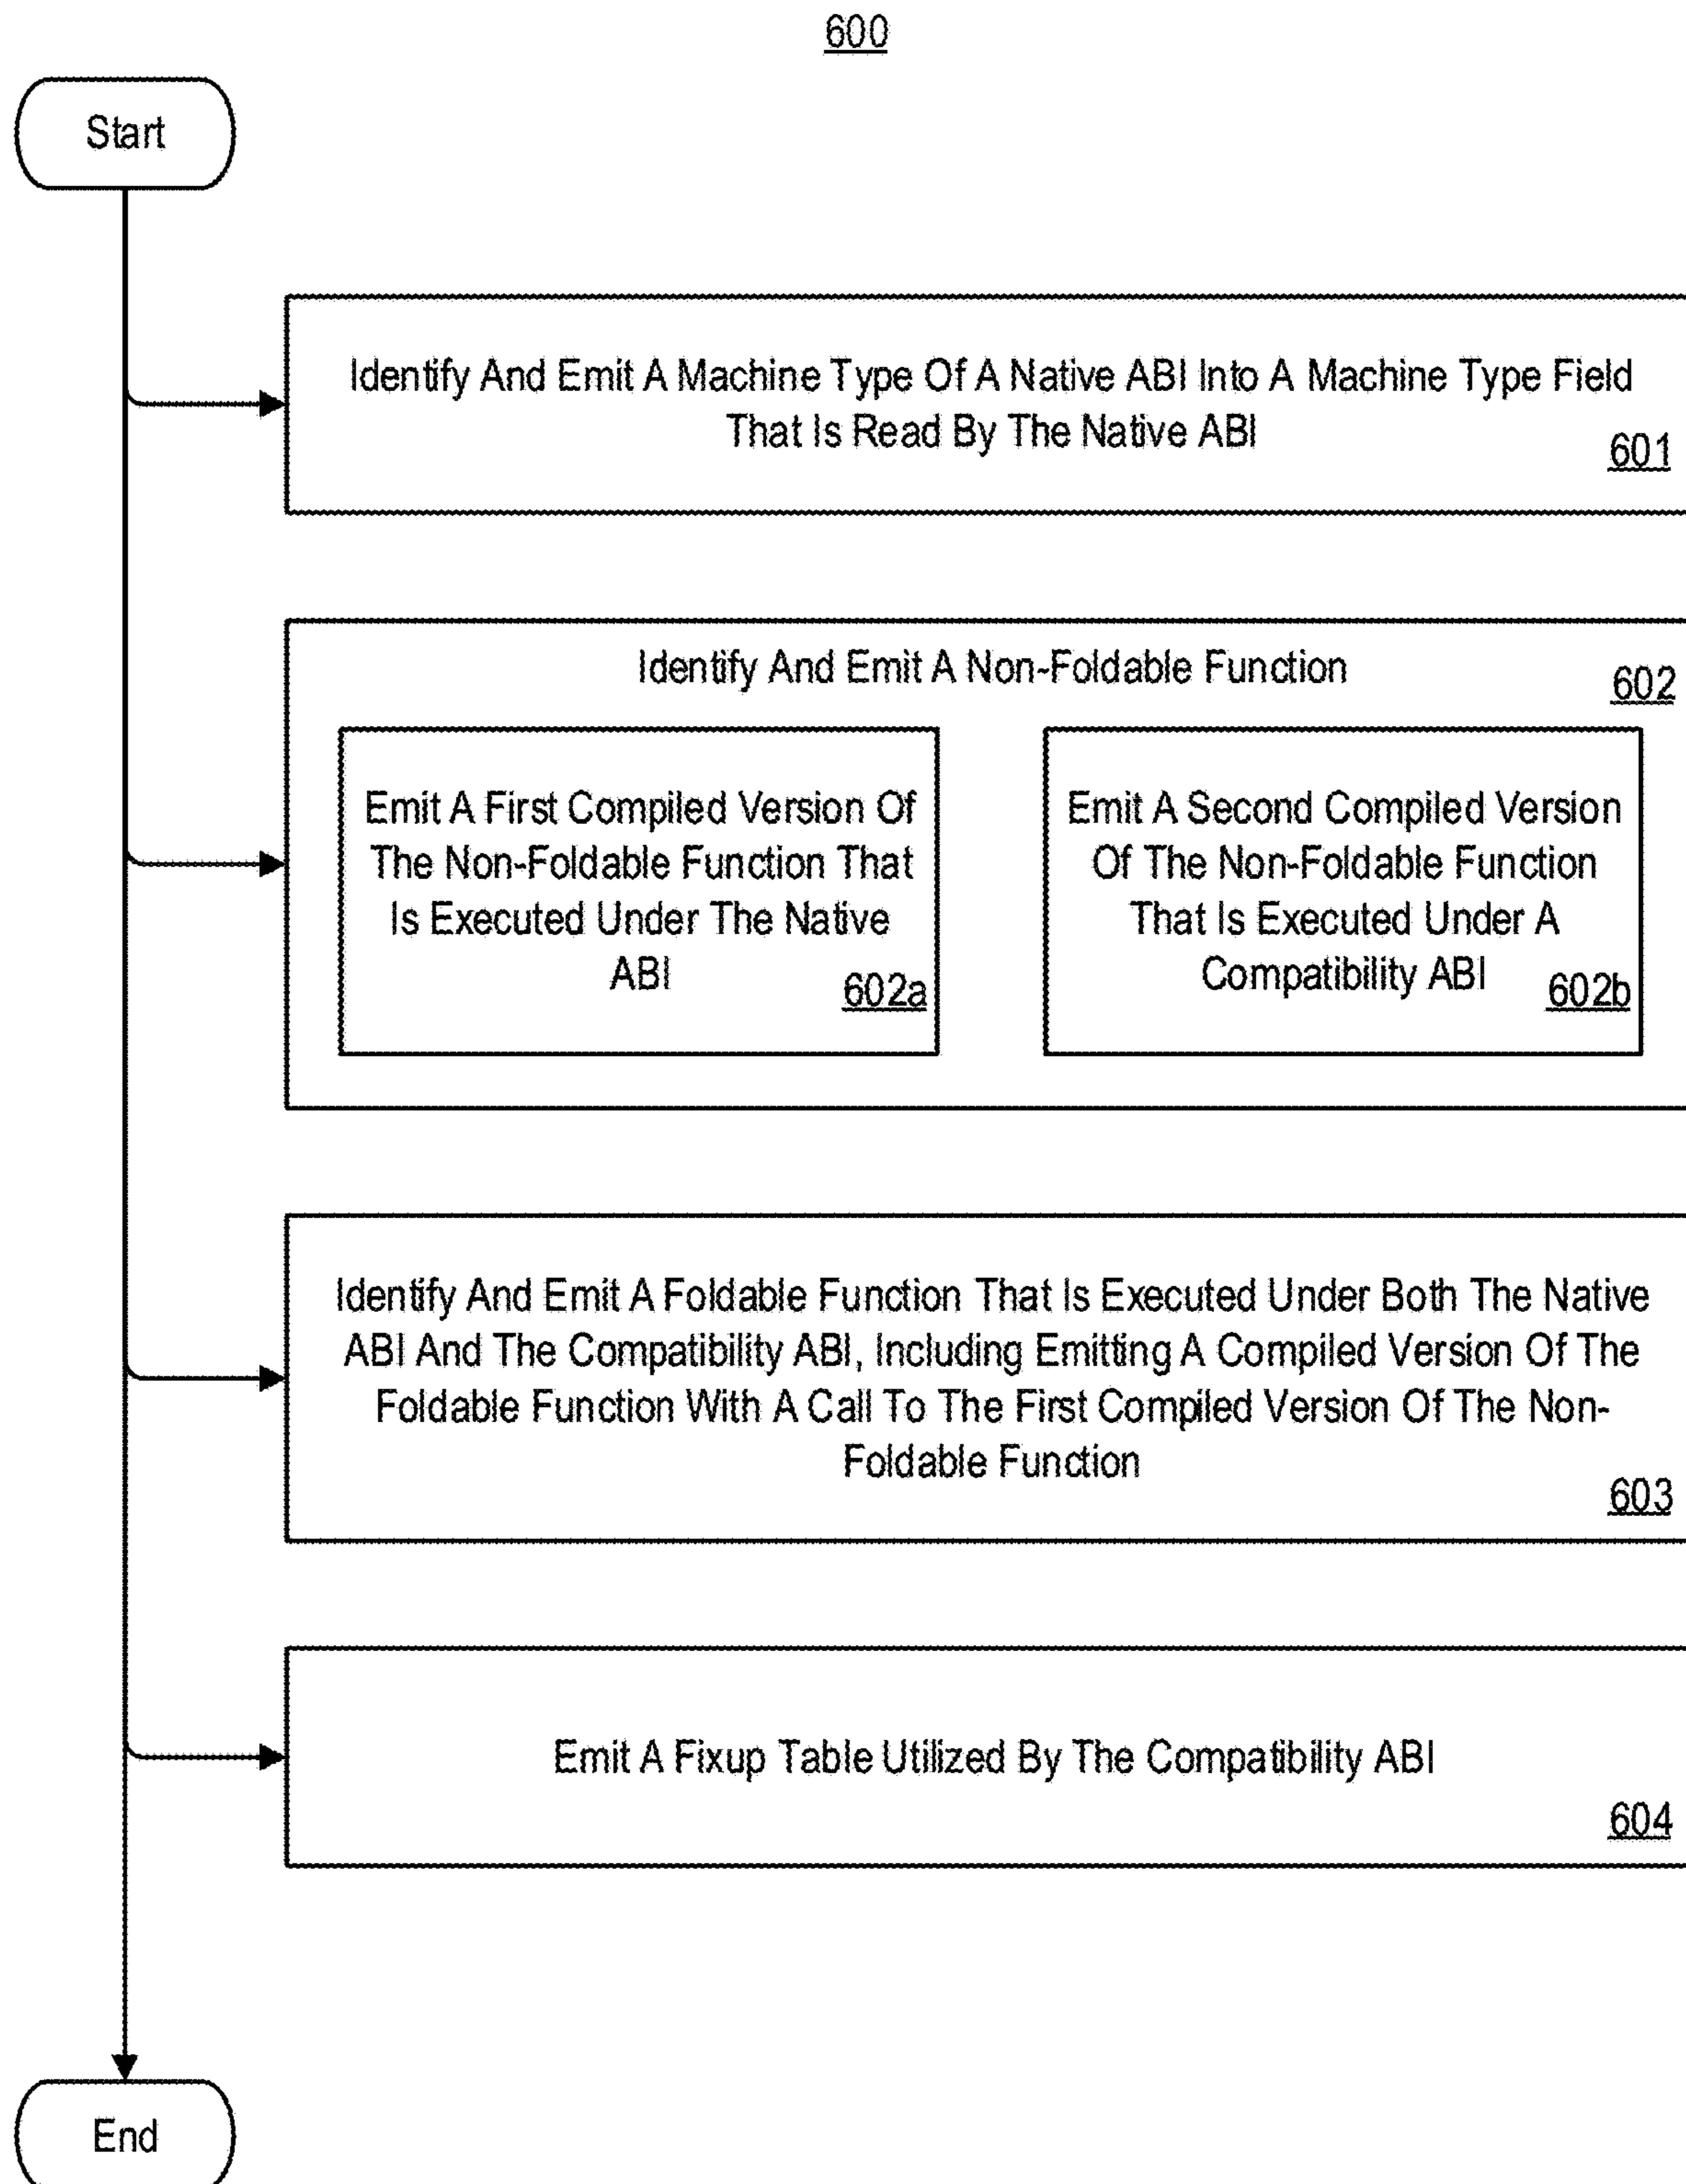 600
Start
Identify And Emit A Machine Type Of A Native ABI Into A Machine Type Field
That Is Read By The Native ABI
601
Identify And Emit A Non-Foldable Function
602
Emit A First Compiled Version Of
The Non-Foldable Function That
Is Executed Under The Native
ABI
602a
Emit A Second Compiled Version
Of The Non-Foldable Function
That Is Executed Under A
Compatibility ABI
602b
Identify And Emit A Foldable Function That Is Executed Under Both The Native
ABI And The Compatibility ABI, Including Emitting A Compiled Version Of The
Foldable Function With A Call To The First Compiled Version Of The Non-
Foldable Function
603
Emit A Fixup Table Utilized By The Compatibility ABI
604
End